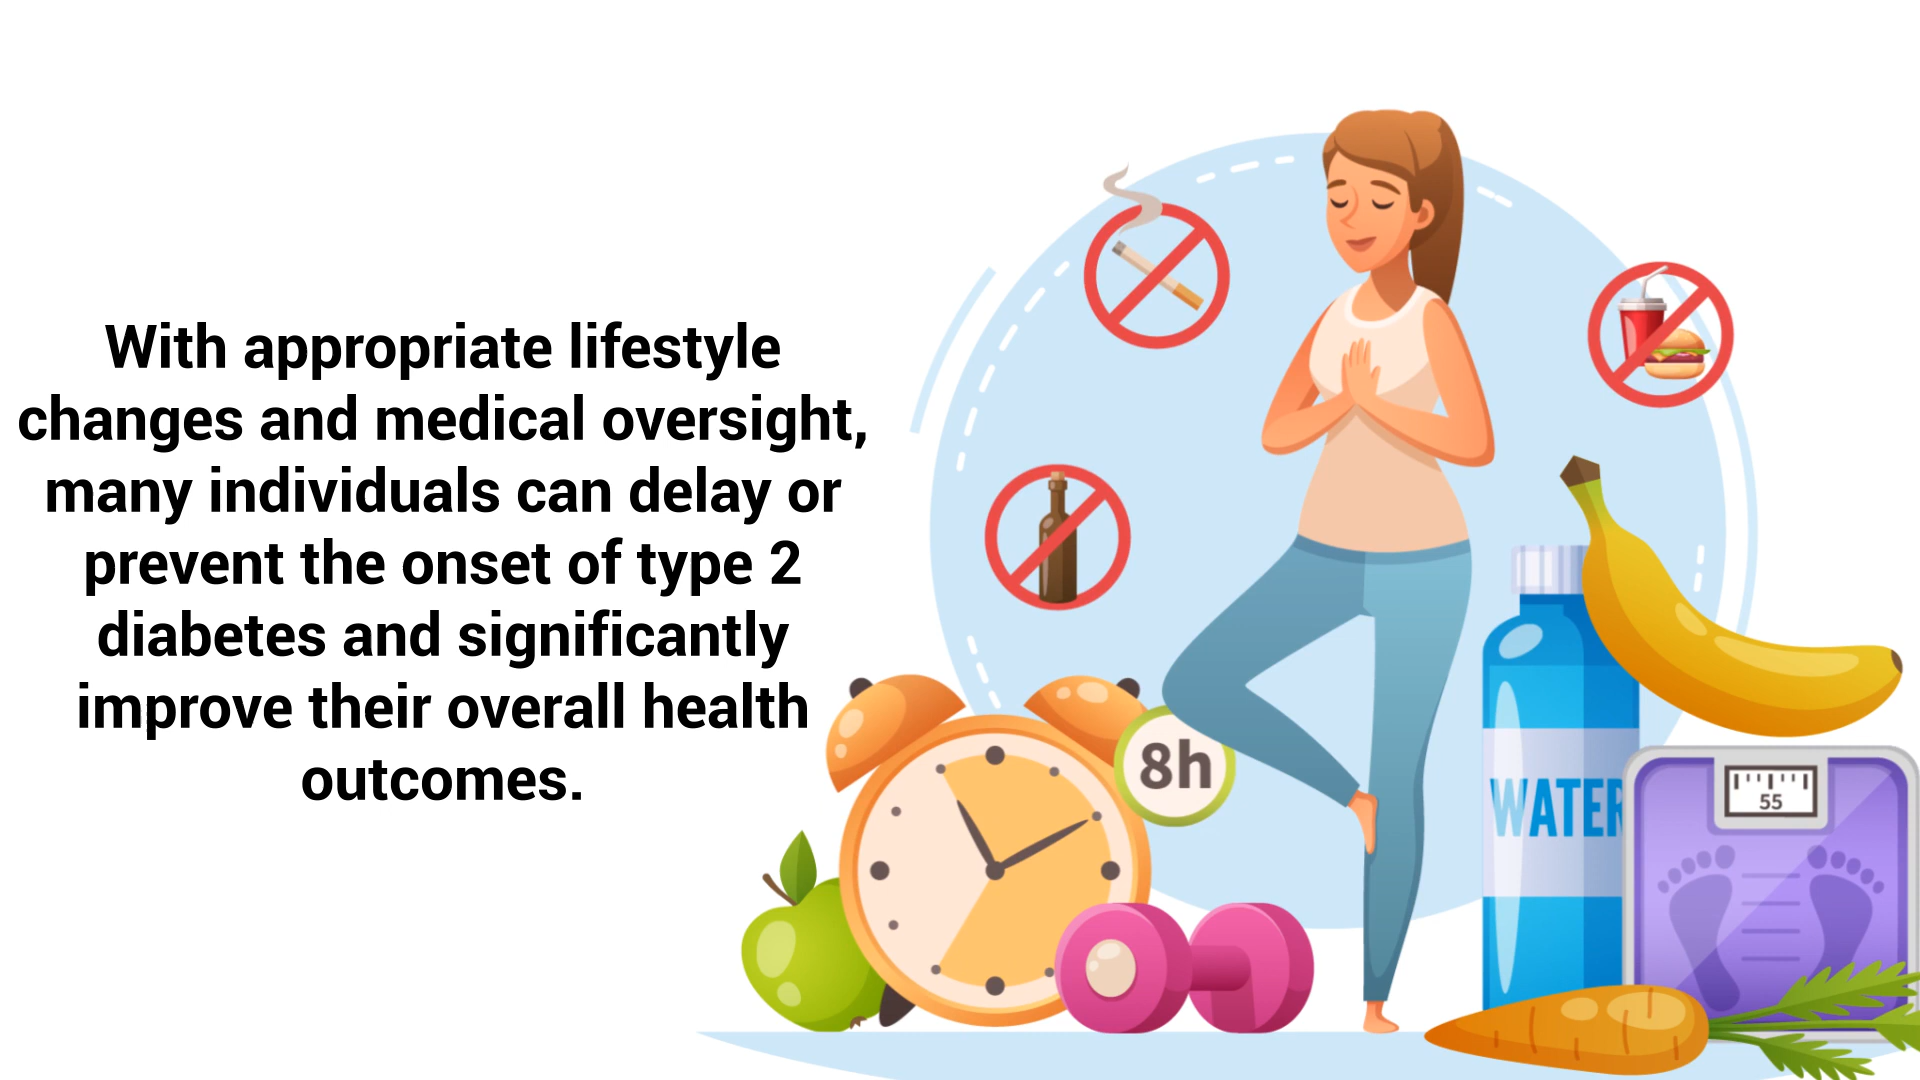 With appropriate lifestyle
changes and medical oversight,
many individuals can delay or
prevent the onset of type 2
diabetes and significantly
improve their overall health
outcomes.
8h
WATER
55